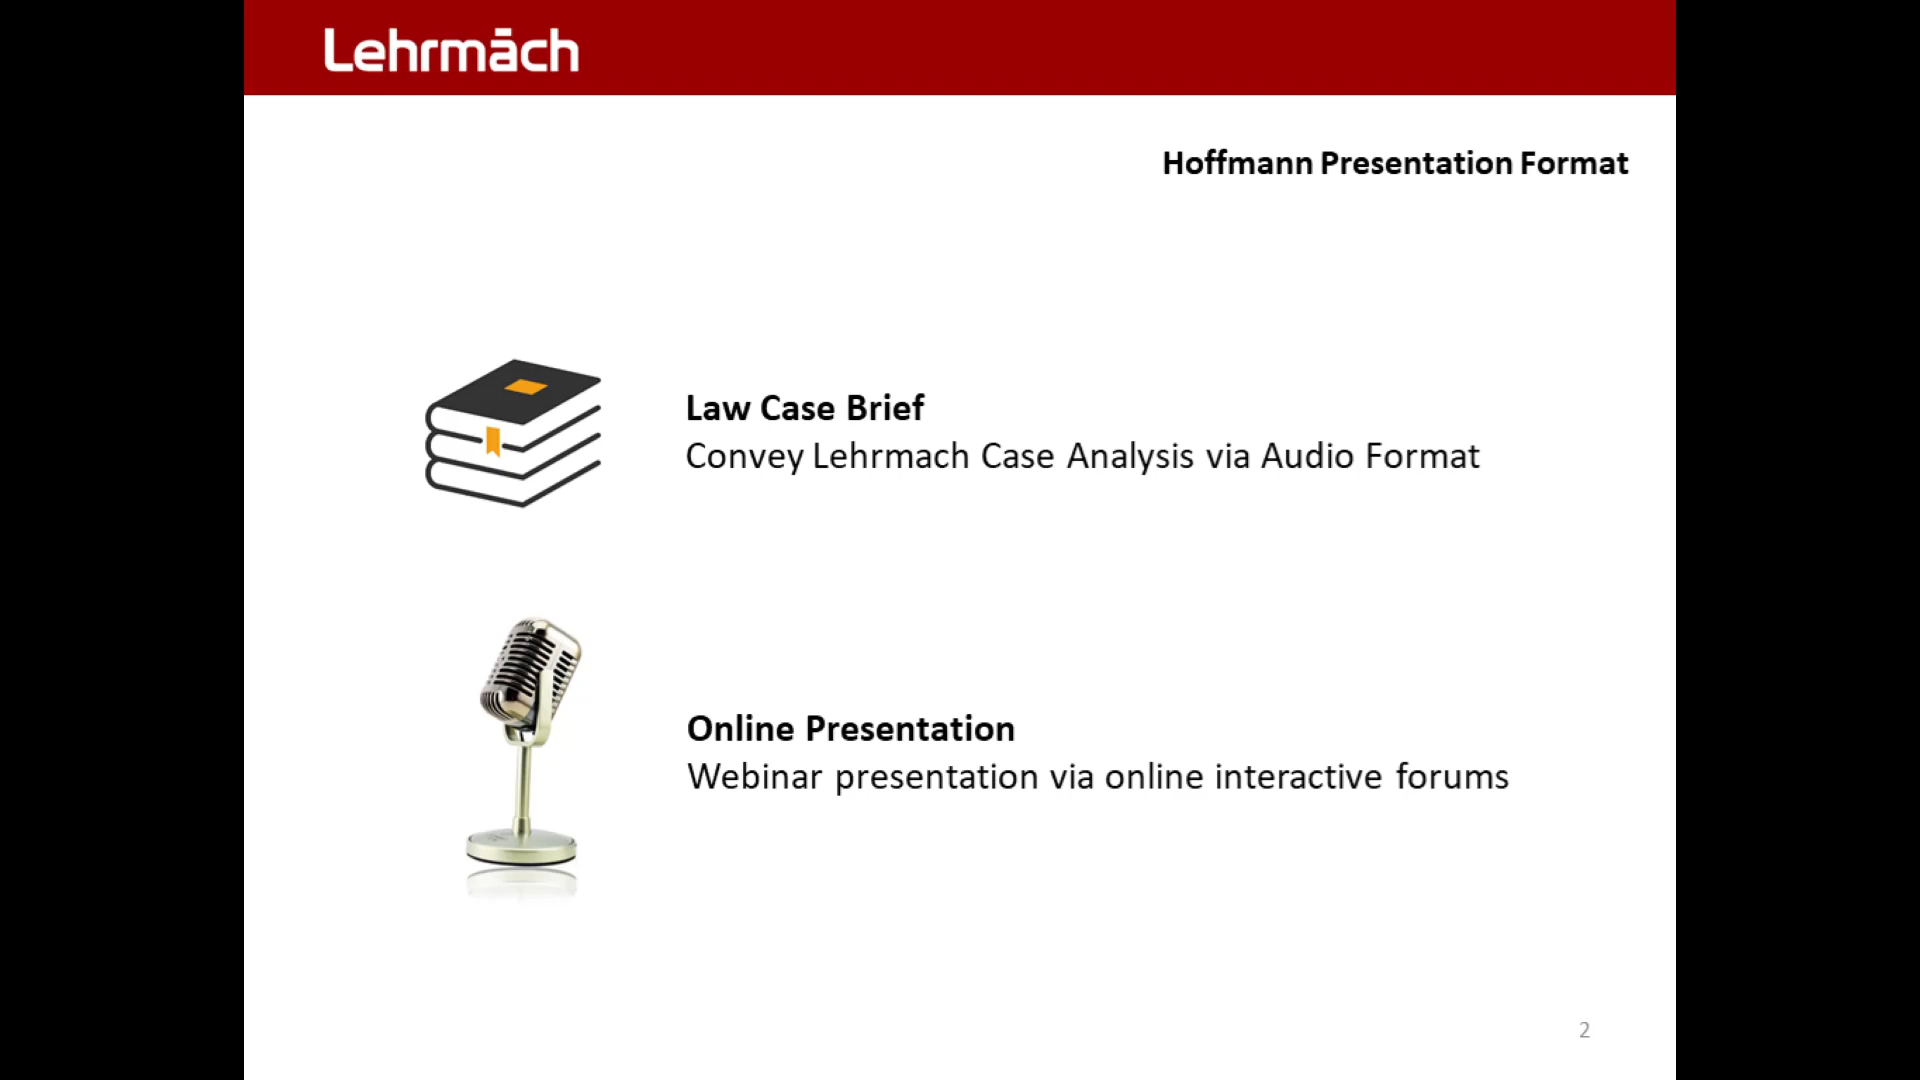 Lehrmāch
Hoffmann Presentation Format
Law Case Brief
Convey Lehrmach Case Analysis via Audio Format
Online Presentation
Webinar presentation via online interactive forums
2